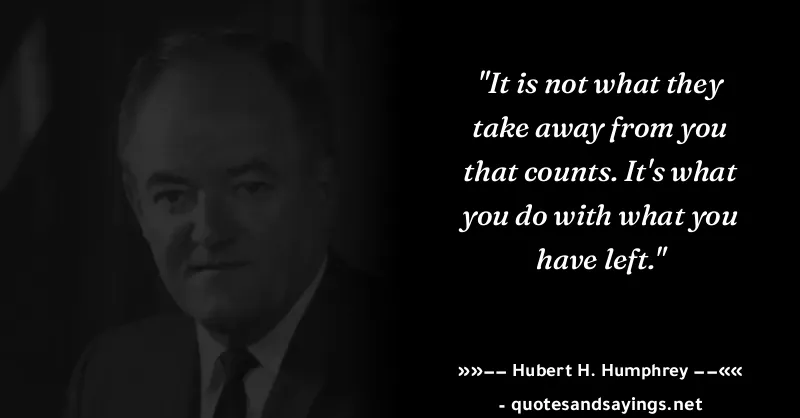 "It is not what they
take away from you
that counts. It's what
you do with what you
have left."
»»–– Hubert H. Humphrey ––««
- quotesandsayings.net